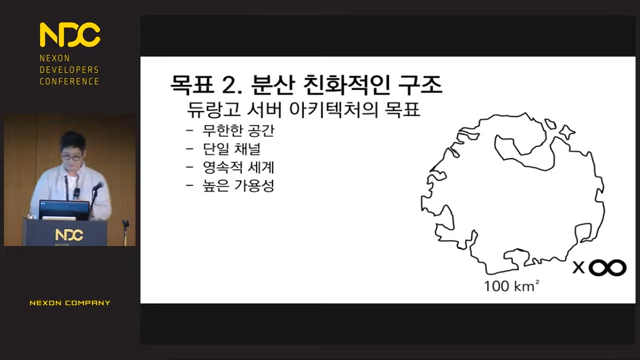 NDC
NEXON
DEVELOPERS
CONFERENCE
목표 2. 분산 친화적인 구조
듀랑고 서버 아키텍처의 목표
- 무한한 공간
- 단일 채널
- 영속적 세계
- 높은 가용성
x ∞
100 km²
NDC
NEXON COMPANY